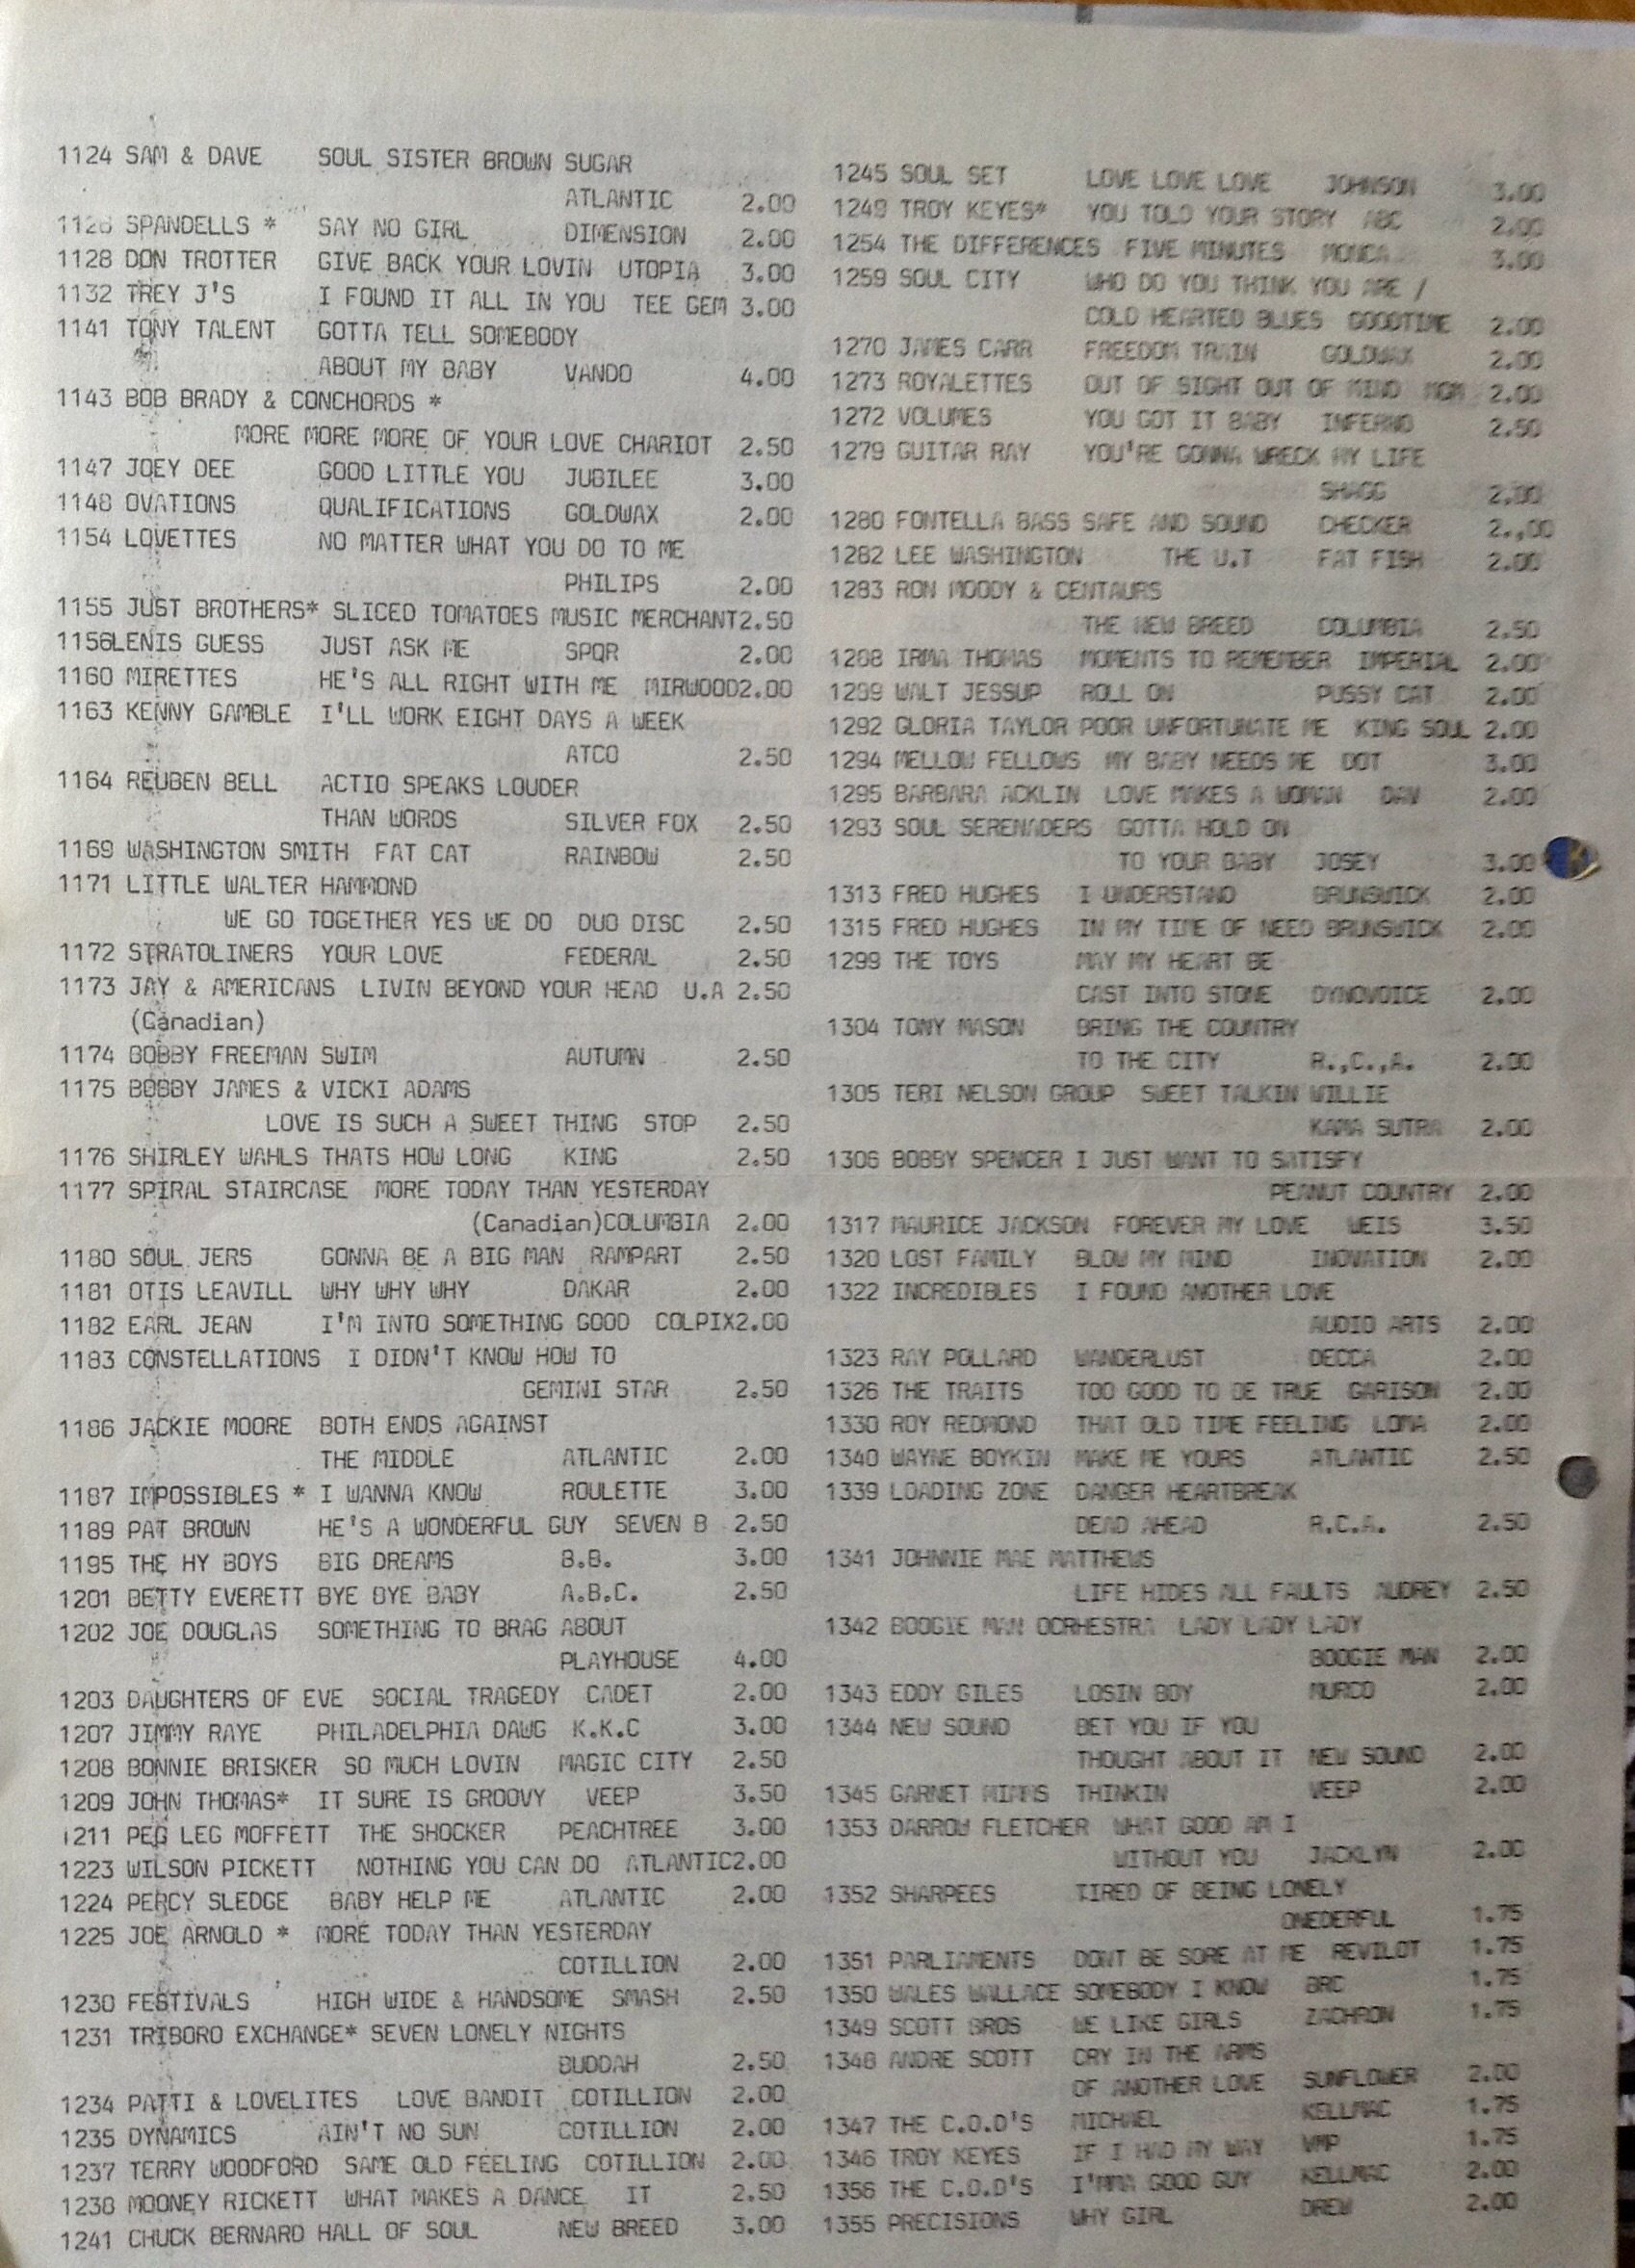 1124 SAM & DAVE SOUL SISTER BROWN SUGAR
ATLANTIC 2.00
1126 SPANDELLS * SAY NO GIRL DIMENSION 2.00
1128 DON TROTTER GIVE BACK YOUR LOVIN UTOPIA 3.00
1132 TREY J'S I FOUND IT ALL IN YOU TEE GEM 3.00
1141 TONY TALENT GOTTA TELL SOMEBODY
ABOUT MY BABY VANDO 4.00
1143 BOB BRADY & CONCHORDS *
MORE MORE MORE OF YOUR LOVE CHARIOT 2.50
1147 JOEY DEE GOOD LITTLE YOU JUBILEE 3.00
1148 OVATIONS QUALIFICATIONS GOLDWAX 2.00
1154 LOVETTES NO MATTER WHAT YOU DO TO ME
PHILIPS 2.00
1155 JUST BROTHERS* SLICED TOMATOES MUSIC MERCHANT2.50
1156LENIS GUESS JUST ASK ME SPQR 2.00
1160 MIRETTES HE'S ALL RIGHT WITH ME MIRWOOD2.00
1163 KENNY GAMBLE I'LL WORK EIGHT DAYS A WEEK
ATCO 2.50
1164 REUBEN BELL ACTIO SPEAKS LOUDER
THAN WORDS SILVER FOX 2.50
1169 WASHINGTON SMITH FAT CAT RAINBOW 2.50
1171 LITTLE WALTER HAMMOND
WE GO TOGETHER YES WE DO DUO DISC 2.50
1172 STRATOLINERS YOUR LOVE FEDERAL 2.50
1173 JAY & AMERICANS LIVIN BEYOND YOUR HEAD U.A 2.50
(Canadian)
1174 BOBBY FREEMAN SWIM AUTUMN 2.50
1175 BOBBY JAMES & VICKI ADAMS
LOVE IS SUCH A SWEET THING STOP 2.50
1176 SHIRLEY WAHLS THATS HOW LONG KING 2.50
1177 SPIRAL STAIRCASE MORE TODAY THAN YESTERDAY
(Canadian)COLUMBIA 2.00
1180 SOUL JERS GONNA BE A BIG MAN RAMPART 2.50
1181 OTIS LEAVILL WHY WHY WHY DAKAR 2.00
1182 EARL JEAN I'M INTO SOMETHING GOOD COLPIX2.00
1183 CONSTELLATIONS I DIDN'T KNOW HOW TO
GEMINI STAR 2.50
1186 JACKIE MOORE BOTH ENDS AGAINST
THE MIDDLE ATLANTIC 2.00
1187 IMPOSSIBLES * I WANNA KNOW ROULETTE 3.00
1189 PAT BROWN HE'S A WONDERFUL GUY SEVEN B 2.50
1195 THE HY BOYS BIG DREAMS B.B. 3.00
1201 BETTY EVERETT BYE BYE BABY A.B.C. 2.50
1202 JOE DOUGLAS SOMETHING TO BRAG ABOUT
PLAYHOUSE 4.00
1203 DAUGHTERS OF EVE SOCIAL TRAGEDY CADET 2.00
1207 JIMMY RAYE PHILADELPHIA DAWG K.K.C 3.00
1208 BONNIE BRISKER SO MUCH LOVIN MAGIC CITY 2.50
1209 JOHN THOMAS* IT SURE IS GROOVY VEEP 3.50
1211 PEG LEG MOFFETT THE SHOCKER PEACHTREE 3.00
1223 WILSON PICKETT NOTHING YOU CAN DO ATLANTIC2.00
1224 PERCY SLEDGE BABY HELP ME ATLANTIC 2.00
1225 JOE ARNOLD * MORE TODAY THAN YESTERDAY
COTILLION 2.00
1230 FESTIVALS HIGH WIDE & HANDSOME SMASH 2.50
1231 TRIBORO EXCHANGE* SEVEN LONELY NIGHTS
BUDDAH 2.50
1234 PATTI & LOVELITES LOVE BANDIT COTILLION 2.00
1235 DYNAMICS AIN'T NO SUN COTILLION 2.00
1237 TERRY WOODFORD SAME OLD FEELING COTILLION 2.00
1238 MOONEY RICKETT WHAT MAKES A DANCE IT 2.50
1241 CHUCK BERNARD HALL OF SOUL NEW BREED 3.00
1245 SOUL SET LOVE LOVE LOVE JOHNSON 3.00
1249 TROY KEYES* YOU TOLD YOUR STORY ABC 2.00
1254 THE DIFFERENCES FIVE MINUTES MONCA 3.00
1259 SOUL CITY WHO DO YOU THINK YOU ARE /
COLD HEARTED BLUES GOODTIME 2.00
1270 JAMES CARR FREEDOM TRAIN GOLDWAX 2.00
1273 ROYALETTES OUT OF SIGHT OUT OF MIND MGM 2.00
1272 VOLUMES YOU GOT IT BABY INFERNO 2.50
1279 GUITAR RAY YOU'RE GONNA WRECK MY LIFE
SHAGG 2.00
1280 FONTELLA BASS SAFE AND SOUND CHECKER 2.,00
1282 LEE WASHINGTON THE U.T FAT FISH 2.00
1283 RON MOODY & CENTAURS
THE NEW BREED COLUMBIA 2.50
1288 IRMA THOMAS MOMENTS TO REMEMBER IMPERIAL 2.00
1289 WALT JESSUP ROLL ON PUSSY CAT 2.00
1292 GLORIA TAYLOR POOR UNFORTUNATE ME KING SOUL 2.00
1294 MELLOW FELLOWS MY BABY NEEDS ME DOT 3.00
1295 BARBARA ACKLIN LOVE MAKES A WOMAN DAV 2.00
1293 SOUL SERENADERS GOTTA HOLD ON
TO YOUR BABY JOSEY 3.00
1313 FRED HUGHES I UNDERSTAND BRUNSWICK 2.00
1315 FRED HUGHES IN MY TIME OF NEED BRUNSWICK 2.00
1299 THE TOYS MAY MY HEART BE
CAST INTO STONE DYNOVOICE 2.00
1304 TONY MASON BRING THE COUNTRY
TO THE CITY R.,C.,A. 2.00
1305 TERI NELSON GROUP SWEET TALKIN WILLIE
KAMA SUTRA 2.00
1306 BOBBY SPENCER I JUST WANT TO SATISFY
PEANUT COUNTRY 2.00
1317 MAURICE JACKSON FOREVER MY LOVE WEIS 3.50
1320 LOST FAMILY BLOW MY MIND INOVATION 2.00
1322 INCREDIBLES I FOUND ANOTHER LOVE
AUDIO ARTS 2.00
1323 RAY POLLARD WANDERLUST DECCA 2.00
1326 THE TRAITS TOO GOOD TO BE TRUE GARISON 2.00
1330 ROY REDMOND THAT OLD TIME FEELING LOMA 2.00
1340 WAYNE BOYKIN MAKE ME YOURS ATLANTIC 2.50
1339 LOADING ZONE DANGER HEARTBREAK
DEAD AHEAD R.C.A. 2.50
1341 JOHNNIE MAE MATTHEWS
LIFE HIDES ALL FAULTS AUDREY 2.50
1342 BOOGIE MAN OCRHESTRA LADY LADY LADY
BOOGIE MAN 2.00
1343 EDDY GILES LOSIN BOY MURCO 2.00
1344 NEW SOUND BET YOU IF YOU
THOUGHT ABOUT IT NEW SOUND 2.00
1345 GARNET MIMMS THINKIN VEEP 2.00
1353 DARROW FLETCHER WHAT GOOD AM I
WITHOUT YOU JACKLYN 2.00
1352 SHARPEES TIRED OF BEING LONELY
ONEDERFUL 1.75
1351 PARLIAMENTS DONT BE SORE AT ME REVILOT 1.75
1350 WALES WALLACE SOMEBODY I KNOW BRC 1.75
1349 SCOTT BROS WE LIKE GIRLS ZACHRON 1.75
1348 ANDRE SCOTT CRY IN THE ARMS
OF ANOTHER LOVE SUNFLOWER 2.00
1347 THE C.O.D'S MICHAEL KELLMAC 1.75
1346 TROY KEYES IF I HAD MY WAY VMP 1.75
1356 THE C.O.D'S I'MMA GOOD GUY KELLMAC 2.00
1355 PRECISIONS WHY GIRL DREW 2.00